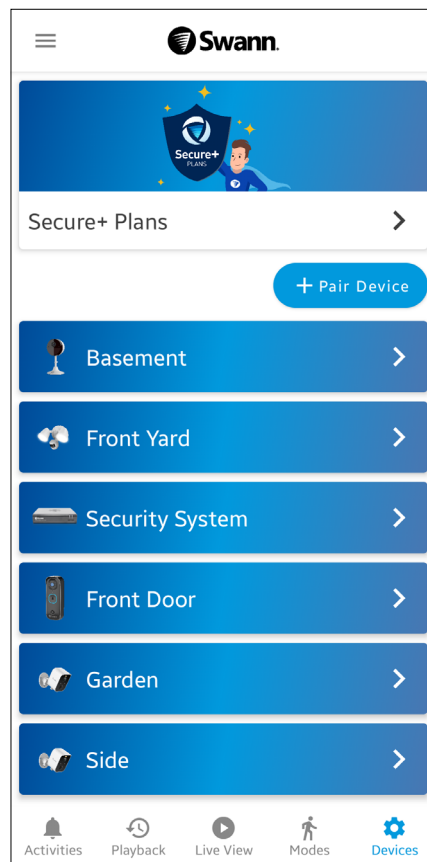 Swann.
Secure+
PLANS
Secure+ Plans
+ Pair Device
Basement
Front Yard
Security System
Front Door
Garden
Side
Activities Playback Live View Modes Devices